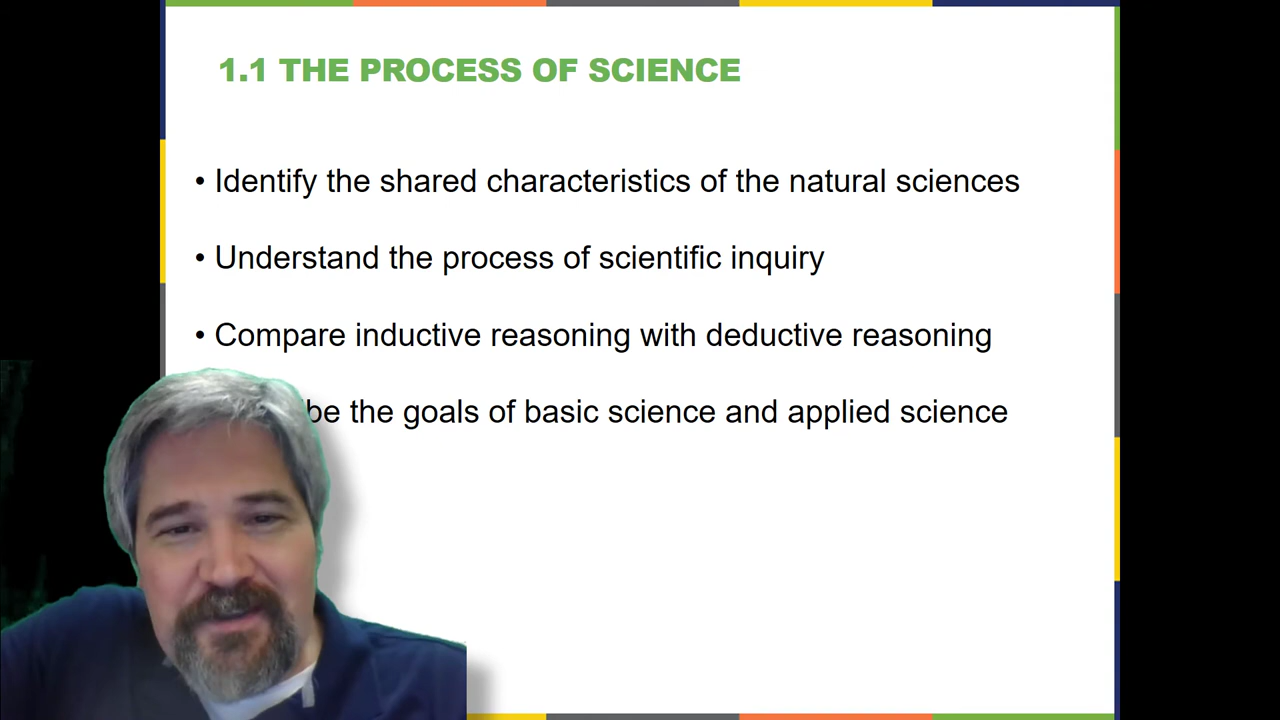 1.1 THE PROCESS OF SCIENCE
• Identify the shared characteristics of the natural sciences
• Understand the process of scientific inquiry
• Compare inductive reasoning with deductive reasoning
the goals of basic science and applied science